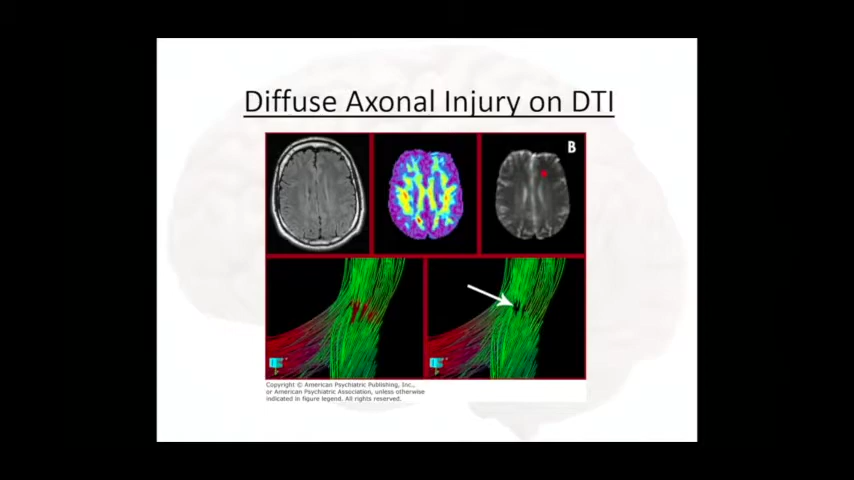 Diffuse Axonal Injury on DTI
B
Copyright © American Psychiatric Publishing, Inc.,
or American Psychiatric Association, unless otherwise
indicated in figure legend. All rights reserved.